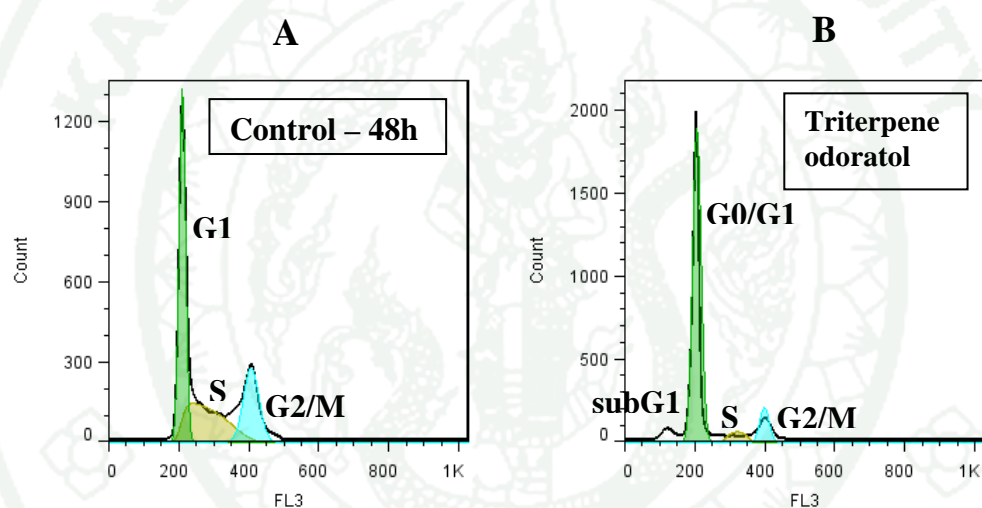 A
Control – 48h
1200
900
600
300
0
Count
G1
S
G2/M
0 200 400 600 800 1K
FL3
B
Triterpene
odoratol
2000
1500
1000
500
0
Count
G0/G1
subG1
S
G2/M
0 200 400 600 800 1K
FL3